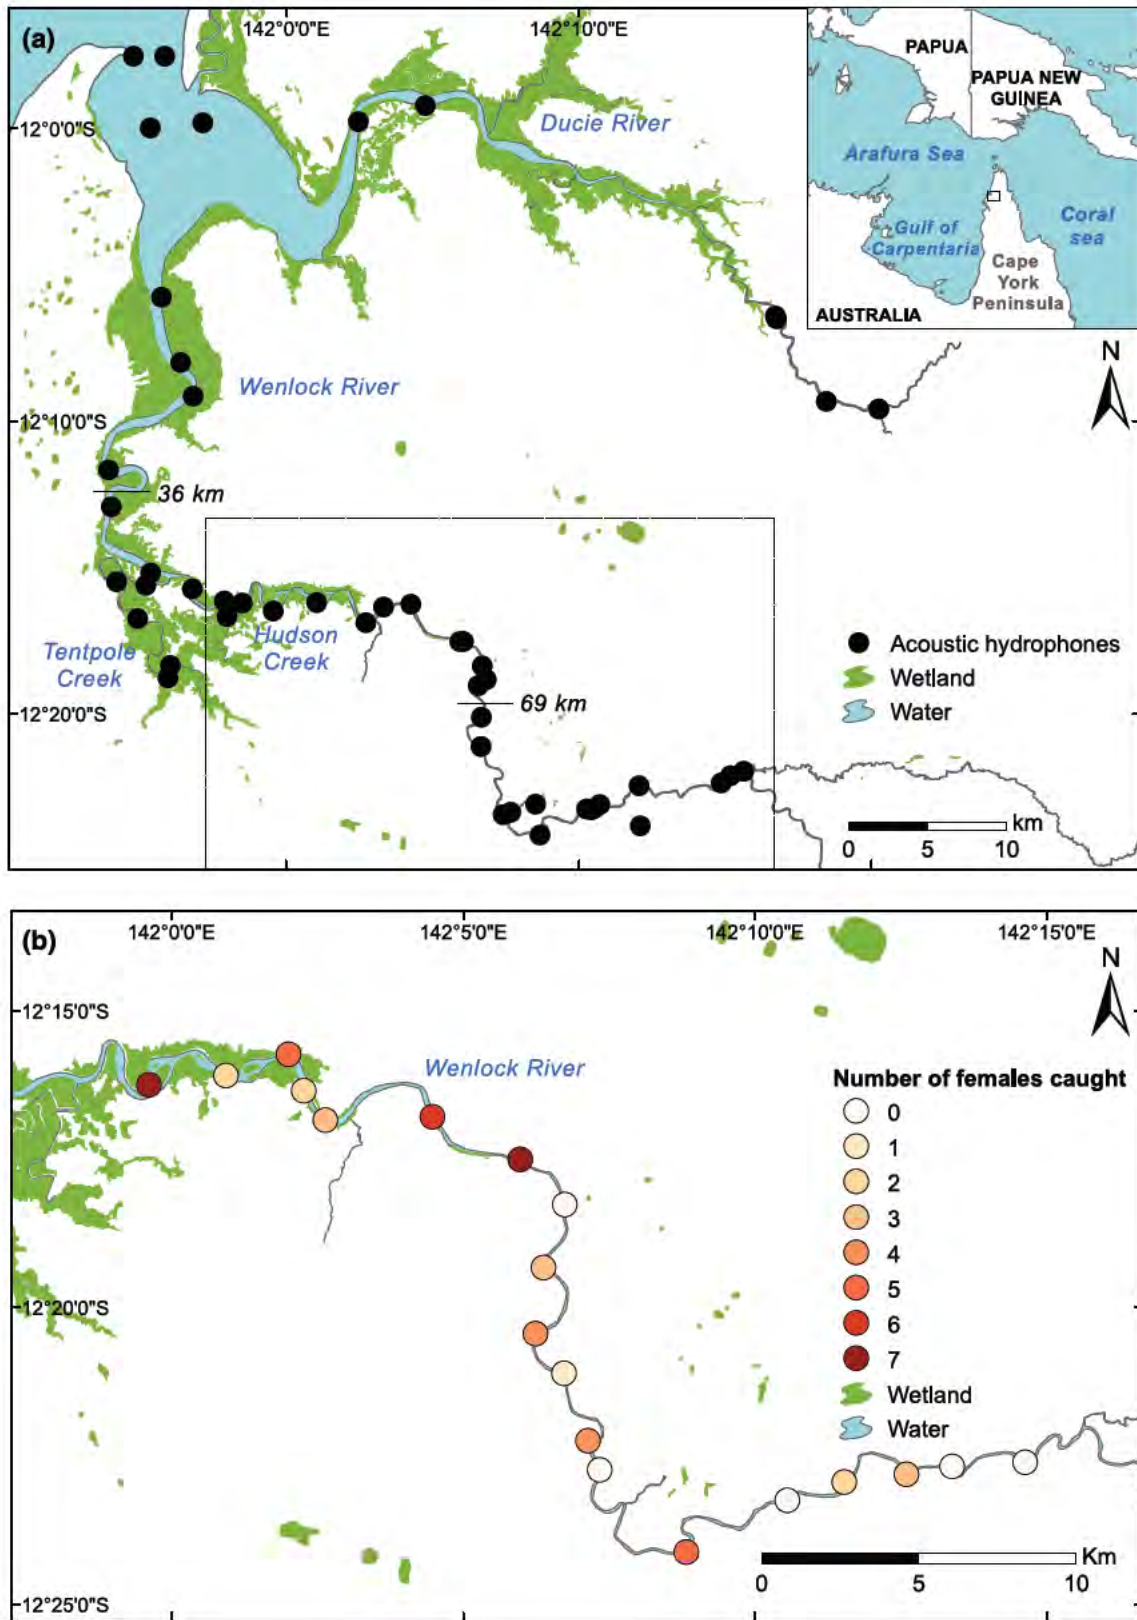 (a)
142°0'0"E
142°10'0"E
PAPUA
PAPUA NEW
GUINEA
12°0'0"S
Ducie River
Arafura Sea
Gulf of
Carpentaria
Coral
sea
Cape
York
Peninsula
AUSTRALIA
N
Wenlock River
12°10'0"S
36 km
Tentpole
Creek
Hudson
Creek
Acoustic hydrophones
Wetland
Water
69 km
12°20'0"S
km
0 5 10
(b)
142°0'0"E
142°5'0"E
142°10'0"E
142°15'0"E
N
12°15'0"S
Wenlock River
Number of females caught
0
1
2
3
4
5
6
7
Wetland
Water
12°20'0"S
Km
0 5 10
12°25'0"S